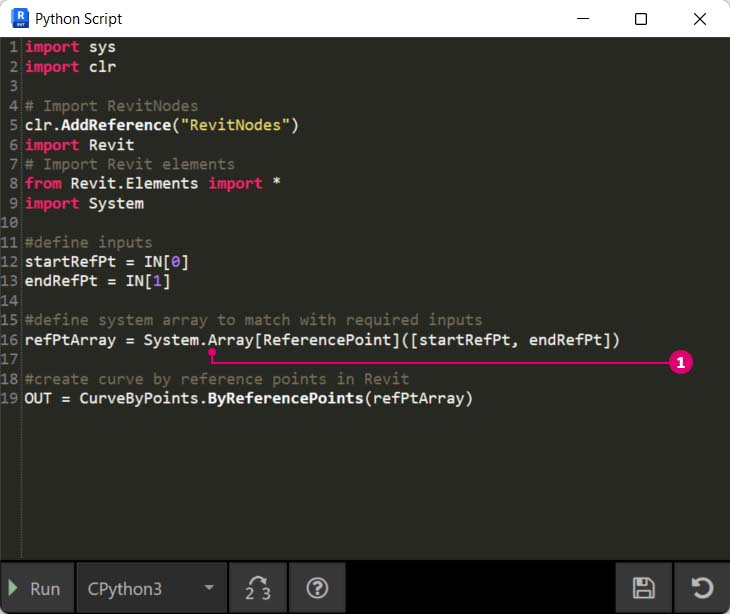 R
RVT
Python Script
1 import sys
2 import clr
3
4 # Import RevitNodes
5 clr.AddReference("RevitNodes")
6 import Revit
7 # Import Revit elements
8 from Revit.Elements import *
9 import System
10
11 #define inputs
12 startRefPt = IN[0]
13 endRefPt = IN[1]
14
15 #define system array to match with required inputs
16 refPtArray = System.Array[ReferencePoint]([startRefPt, endRefPt])
17
1
18 #create curve by reference points in Revit
19 OUT = CurveByPoints.ByReferencePoints(refPtArray)
Run CPython3 2 3 ?